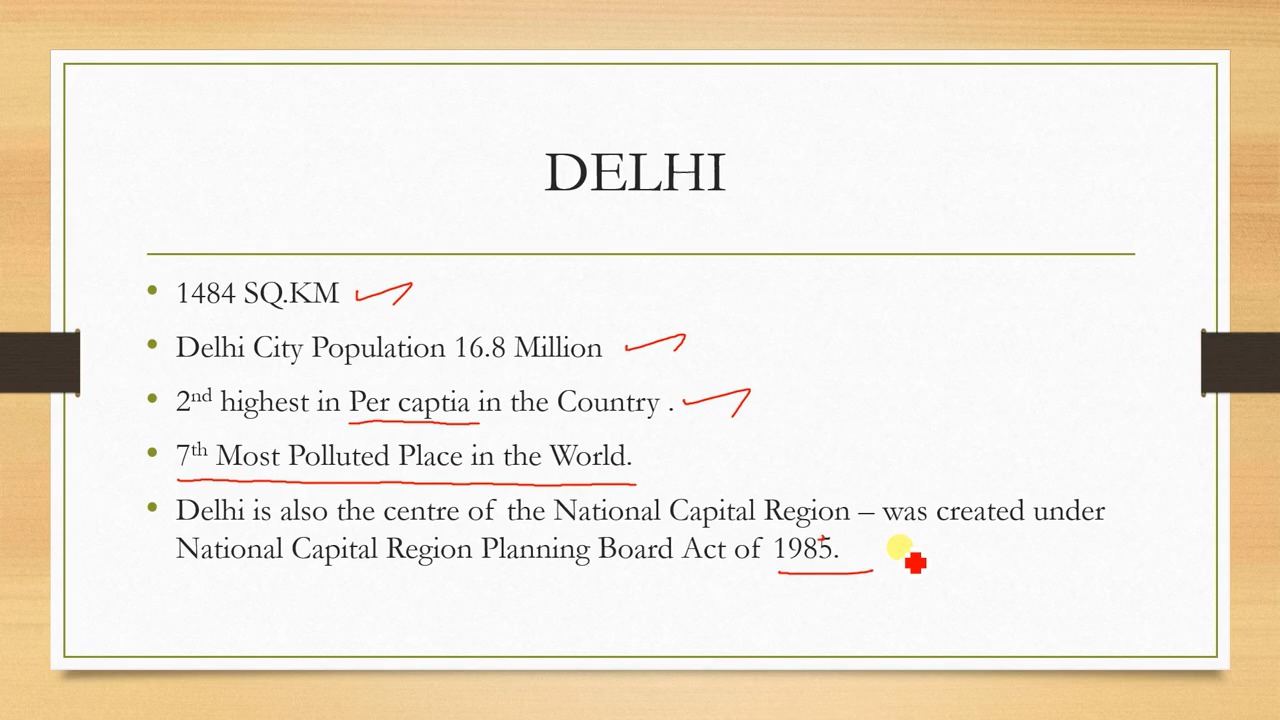 DELHI
1484 SQ.KM
Delhi City Population 16.8 Million
2nd highest in Per captia in the Country .
7th Most Polluted Place in the World.
Delhi is also the centre of the National Capital Region – was created under
National Capital Region Planning Board Act of 1985.